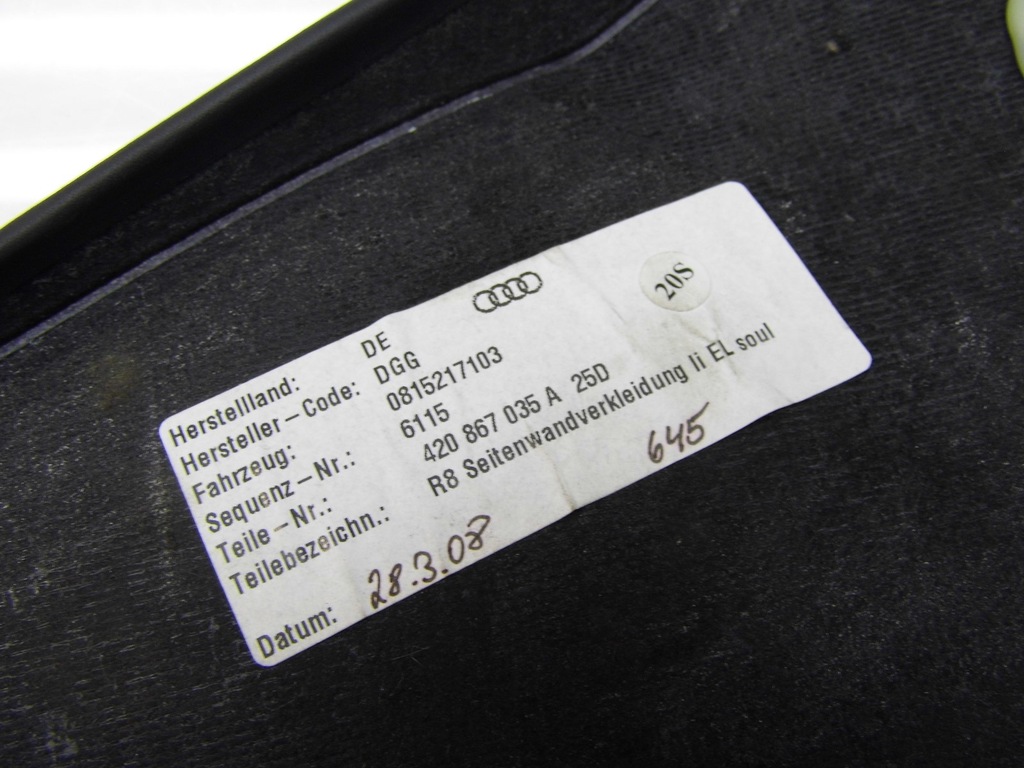 20S
Herstellland: DE
Hersteller-Code: DGG
Fahrzeug: 0815217103
Sequenz-Nr.: 6115
Teile-Nr.: 420 867 035 A 25D
Teilebezeichn.: R8 Seitenwandverkleidung li EL soul
Datum: 28.3.08 645